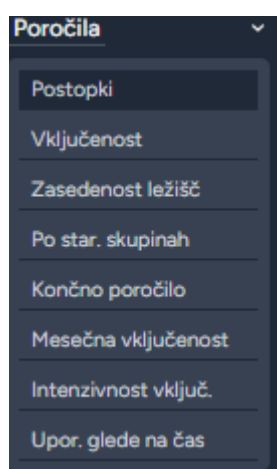 Poročila
Postopki
Vključenost
Zasedenost ležišč
Po star. skupinah
Končno poročilo
Mesečna vključenost
Intenzivnost vključ.
Upor. glede na čas